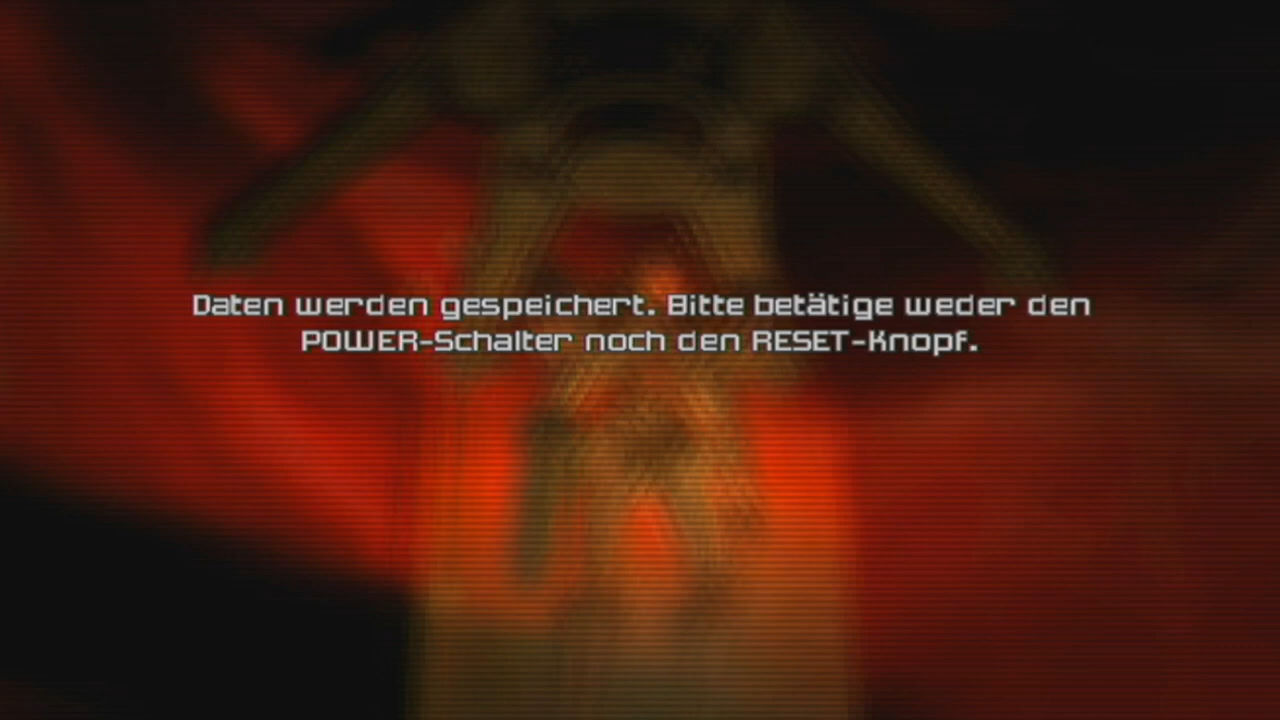 Daten werden gespeichert. Bitte betätige weder den
POWER-Schalter noch den RESET-Knopf.